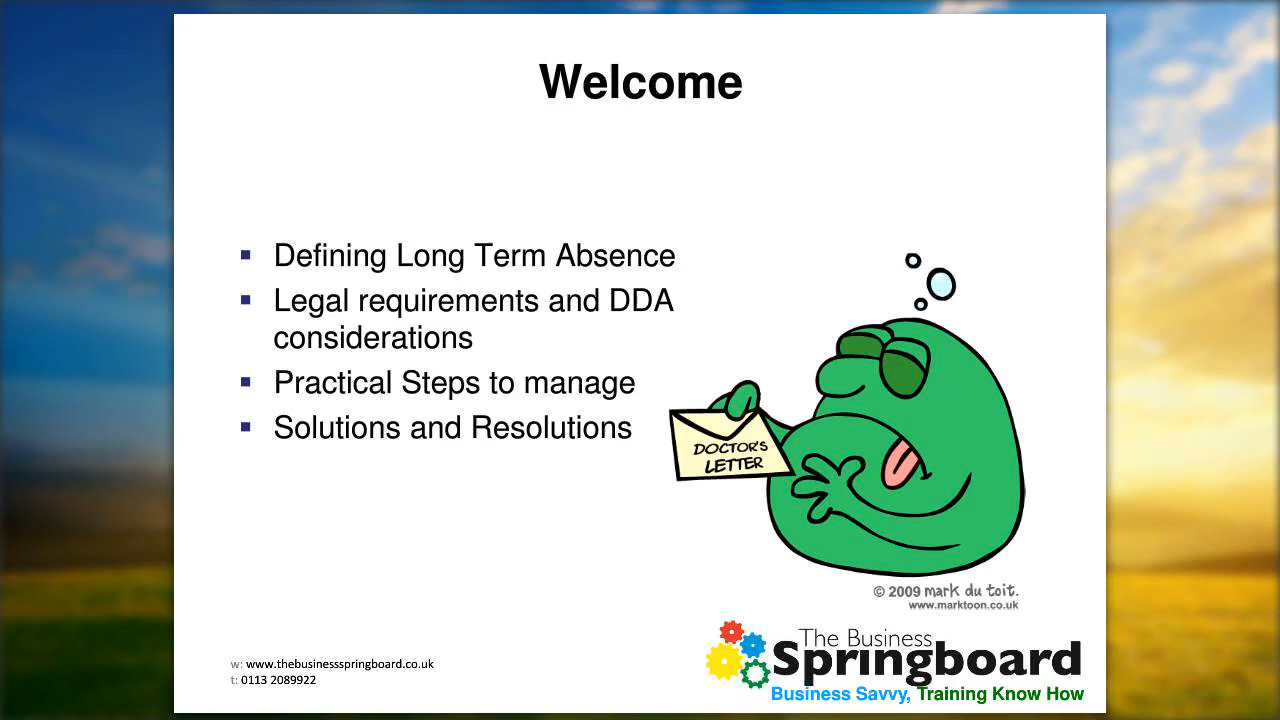 Welcome
Defining Long Term Absence
Legal requirements and DDA
considerations
Practical Steps to manage
Solutions and Resolutions
DOCTOR'S
LETTER
© 2009 mark du toit.
www.marktoon.co.uk
w: www.thebusinessspringboard.co.uk
t: 0113 2089922
The Business
Springboard
Business Savvy, Training Know How